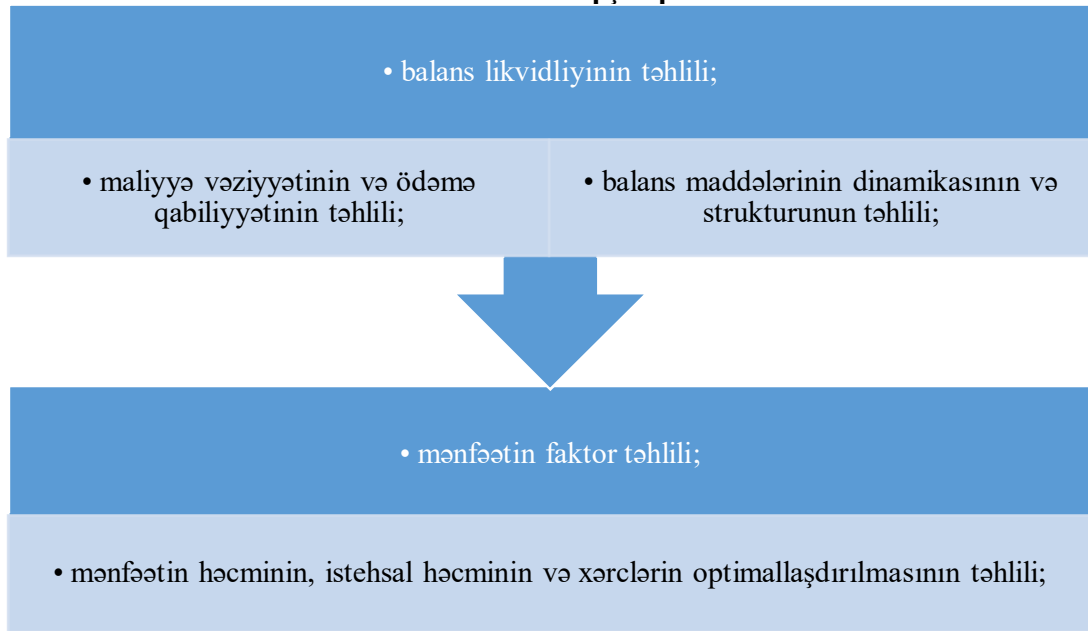 • balans likvidliyinin təhlili;
• maliyyə vəziyyətinin və ödəmə
qabiliyyətinin təhlili;
• balans maddələrinin dinamikasının və
strukturunun təhlili;
• mənfəətin faktor təhlili;
• mənfəətin həcminin, istehsal həcminin və xərclərin optimallaşdırılmasının təhlili;